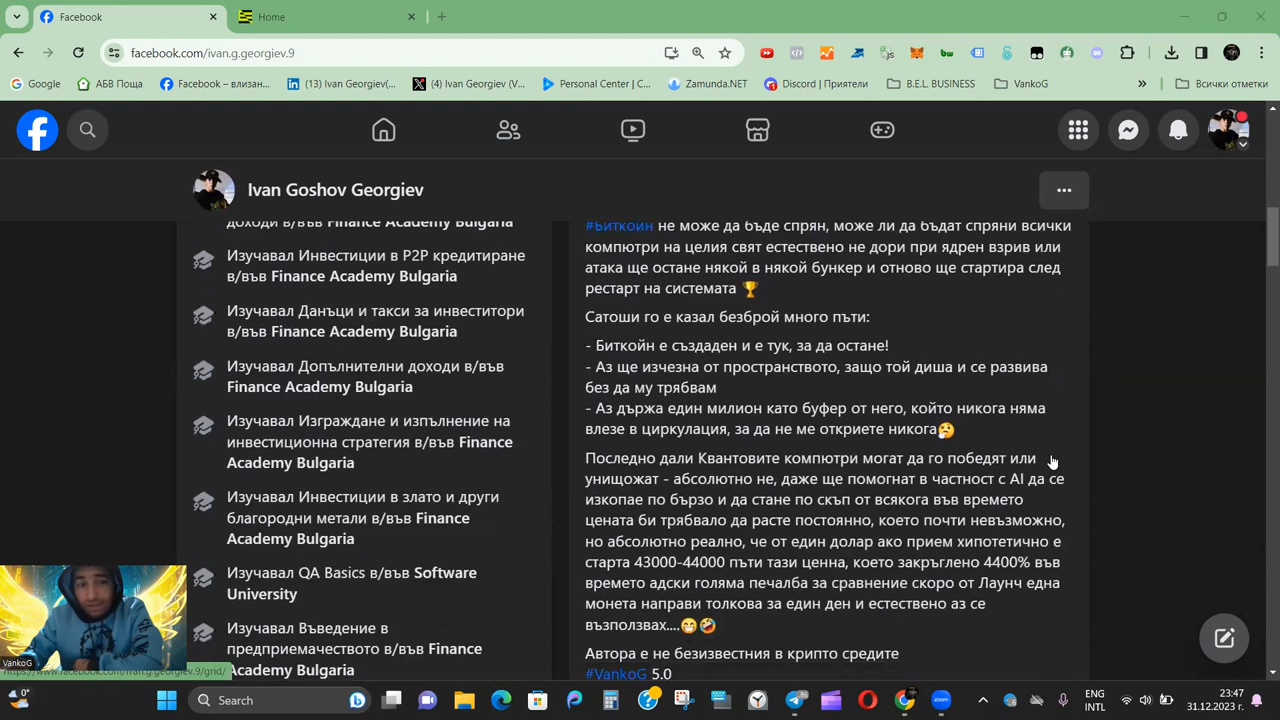 Facebook
Home
facebook.com/ivan.g.georgiev.9
Google
АБВ Поща
Facebook – влизан...
(13) Ivan Georgiev(...
(4) Ivan Georgiev (V...
Personal Center | C...
Zamunda.NET
Discord | Приятели
B.E.L. BUSINESS
VankoG
Всички отметки
Ivan Goshov Georgiev
доходи в/във Finance Academy Bulgaria
Изучавал Инвестиции в P2P кредитиране
в/във Finance Academy Bulgaria
Изучавал Данъци и такси за инвеститори
в/във Finance Academy Bulgaria
Изучавал Допълнителни доходи в/във
Finance Academy Bulgaria
Изучавал Изграждане и изпълнение на
инвестиционна стратегия в/във Finance
Academy Bulgaria
Изучавал Инвестиции в злато и други
благородни метали в/във Finance
Academy Bulgaria
Изучавал QA Basics в/във Software
University
Изучавал Въведение в
предприемачеството в/във Finance
Academy Bulgaria
#Биткойн не може да бъде спрян, може ли да бъдат спряни всички
компютри на целия свят естествено не дори при ядрен взрив или
атака ще остане някой в някой бункер и отново ще стартира след
рестарт на системата 🏆
Сатоши го е казал безброй много пъти:
- Биткойн е създаден и е тук, за да остане!
- Аз ще изчезна от пространството, защо той диша и се развива
без да му трябвам
- Аз държа един милион като буфер от него, който никога няма
влезе в циркулация, за да не ме откриете никога🤔
Последно дали Квантовите компютри могат да го победят или
унищожат - абсолютно не, даже ще помогнат в частност с AI да се
изкопае по бързо и да стане по скъп от всякога във времето
цената би трябвало да расте постоянно, което почти невъзможно,
но абсолютно реално, че от един долар ако прием хипотетично е
старта 43000-44000 пъти тази ценна, което закръглено 4400% във
времето адски голяма печалба за сравнение скоро от Лаунч една
монета направи толкова за един ден и естествено аз се
възползвах....😁🤣
Автора е не безизвестния в крипто средите
#VankoG 5.0
VankoG
https://www.facebook.com/ivan.g.georgiev.9/grid/
0°
Search
ENG
INTL
23:47
31.12.2023 г.